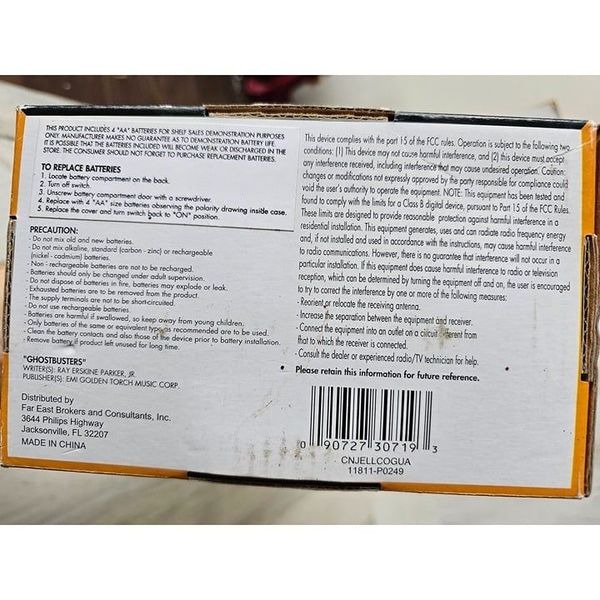 THIS PRODUCT INCLUDES 4 "AA" BATTERIES FOR SHELF SALES DEMONSTRATION PURPOSES
ONLY. MANUFACTURER MAKES NO GUARANTEE AS TO DEMONSTRATION BATTERY LIFE.
IT IS POSSIBLE THAT THE BATTERIES INCLUDED WILL BECOME WEAK OR DISCHARGED IN THE
STORE. THE CONSUMER SHOULD NOT FORGET TO PURCHASE REPLACEMENT BATTERIES.
TO REPLACE BATTERIES
1. Locate battery compartment on the back.
2. Turn off switch.
3. Unscrew battery compartment door with a screwdriver.
4. Replace with 4 "AA" size batteries observing the polarity drawing inside case.
5. Replace the cover and turn switch back to "ON" position.
PRECAUTION:
- Do not mix old and new batteries.
- Do not mix alkaline, standard (carbon - zinc) or rechargeable
(nickel - cadmium) batteries.
- Non - rechargeable batteries are not to be recharged.
- Batteries should only be changed under adult supervision.
- Do not dispose of batteries in fire, batteries may explode or leak.
- Exhausted batteries are to be removed from the product.
- The supply terminals are not to be short-circuited.
- Do not use rechargeable batteries.
- Batteries are harmful if swallowed, so keep away from young children.
- Only batteries of the same or equivalent types as recommended are to be used.
- Clean the battery contacts and also those of the device prior to battery installation.
- Remove batteries product left unused for long time.
"GHOSTBUSTERS"
WRITER(S): RAY ERSKINE PARKER, JR.
PUBLISHER(S): EMI GOLDEN TORCH MUSIC CORP.
Distributed by
Far East Brokers and Consultants, Inc.
3644 Philips Highway
Jacksonville, FL 32207
MADE IN CHINA
This device complies with the part 15 of the FCC rules. Operation is subject to the following two
conditions: (1) This device may not cause harmful interference, and (2) this device must accept
any interference received, including interference that may cause undesired operation. Caution:
changes or modifications not expressed approved by the party responsible for compliance could
void the user's authority to operate the equipment. NOTE: This equipment has been tested and
found to comply with the limits for a Class B digital device, pursuant to Part 15 of the FCC Rules.
These limits are designed to provide reasonable protection against harmful interference in a
residential installation. This equipment generates, uses and can radiate radio frequency energy
and, if not installed and used in accordance with the instructions, may cause harmful interference
to radio communications. However, there is no guarantee that interference will not occur in a
particular installation. If this equipment does cause harmful interference to radio or television
reception, which can be determined by turning the equipment off and on, the user is encouraged
to try to correct the interference by one or more of the following measures:
- Reorient or relocate the receiving antenna.
- Increase the separation between the equipment and receiver.
- Connect the equipment into an outlet on a circuit different from
that to which the receiver is connected.
- Consult the dealer or experienced radio/TV technician for help.
Please retain this information for future reference.
0 90727 30719 3
CNJELLCOGUA
11811-P0249